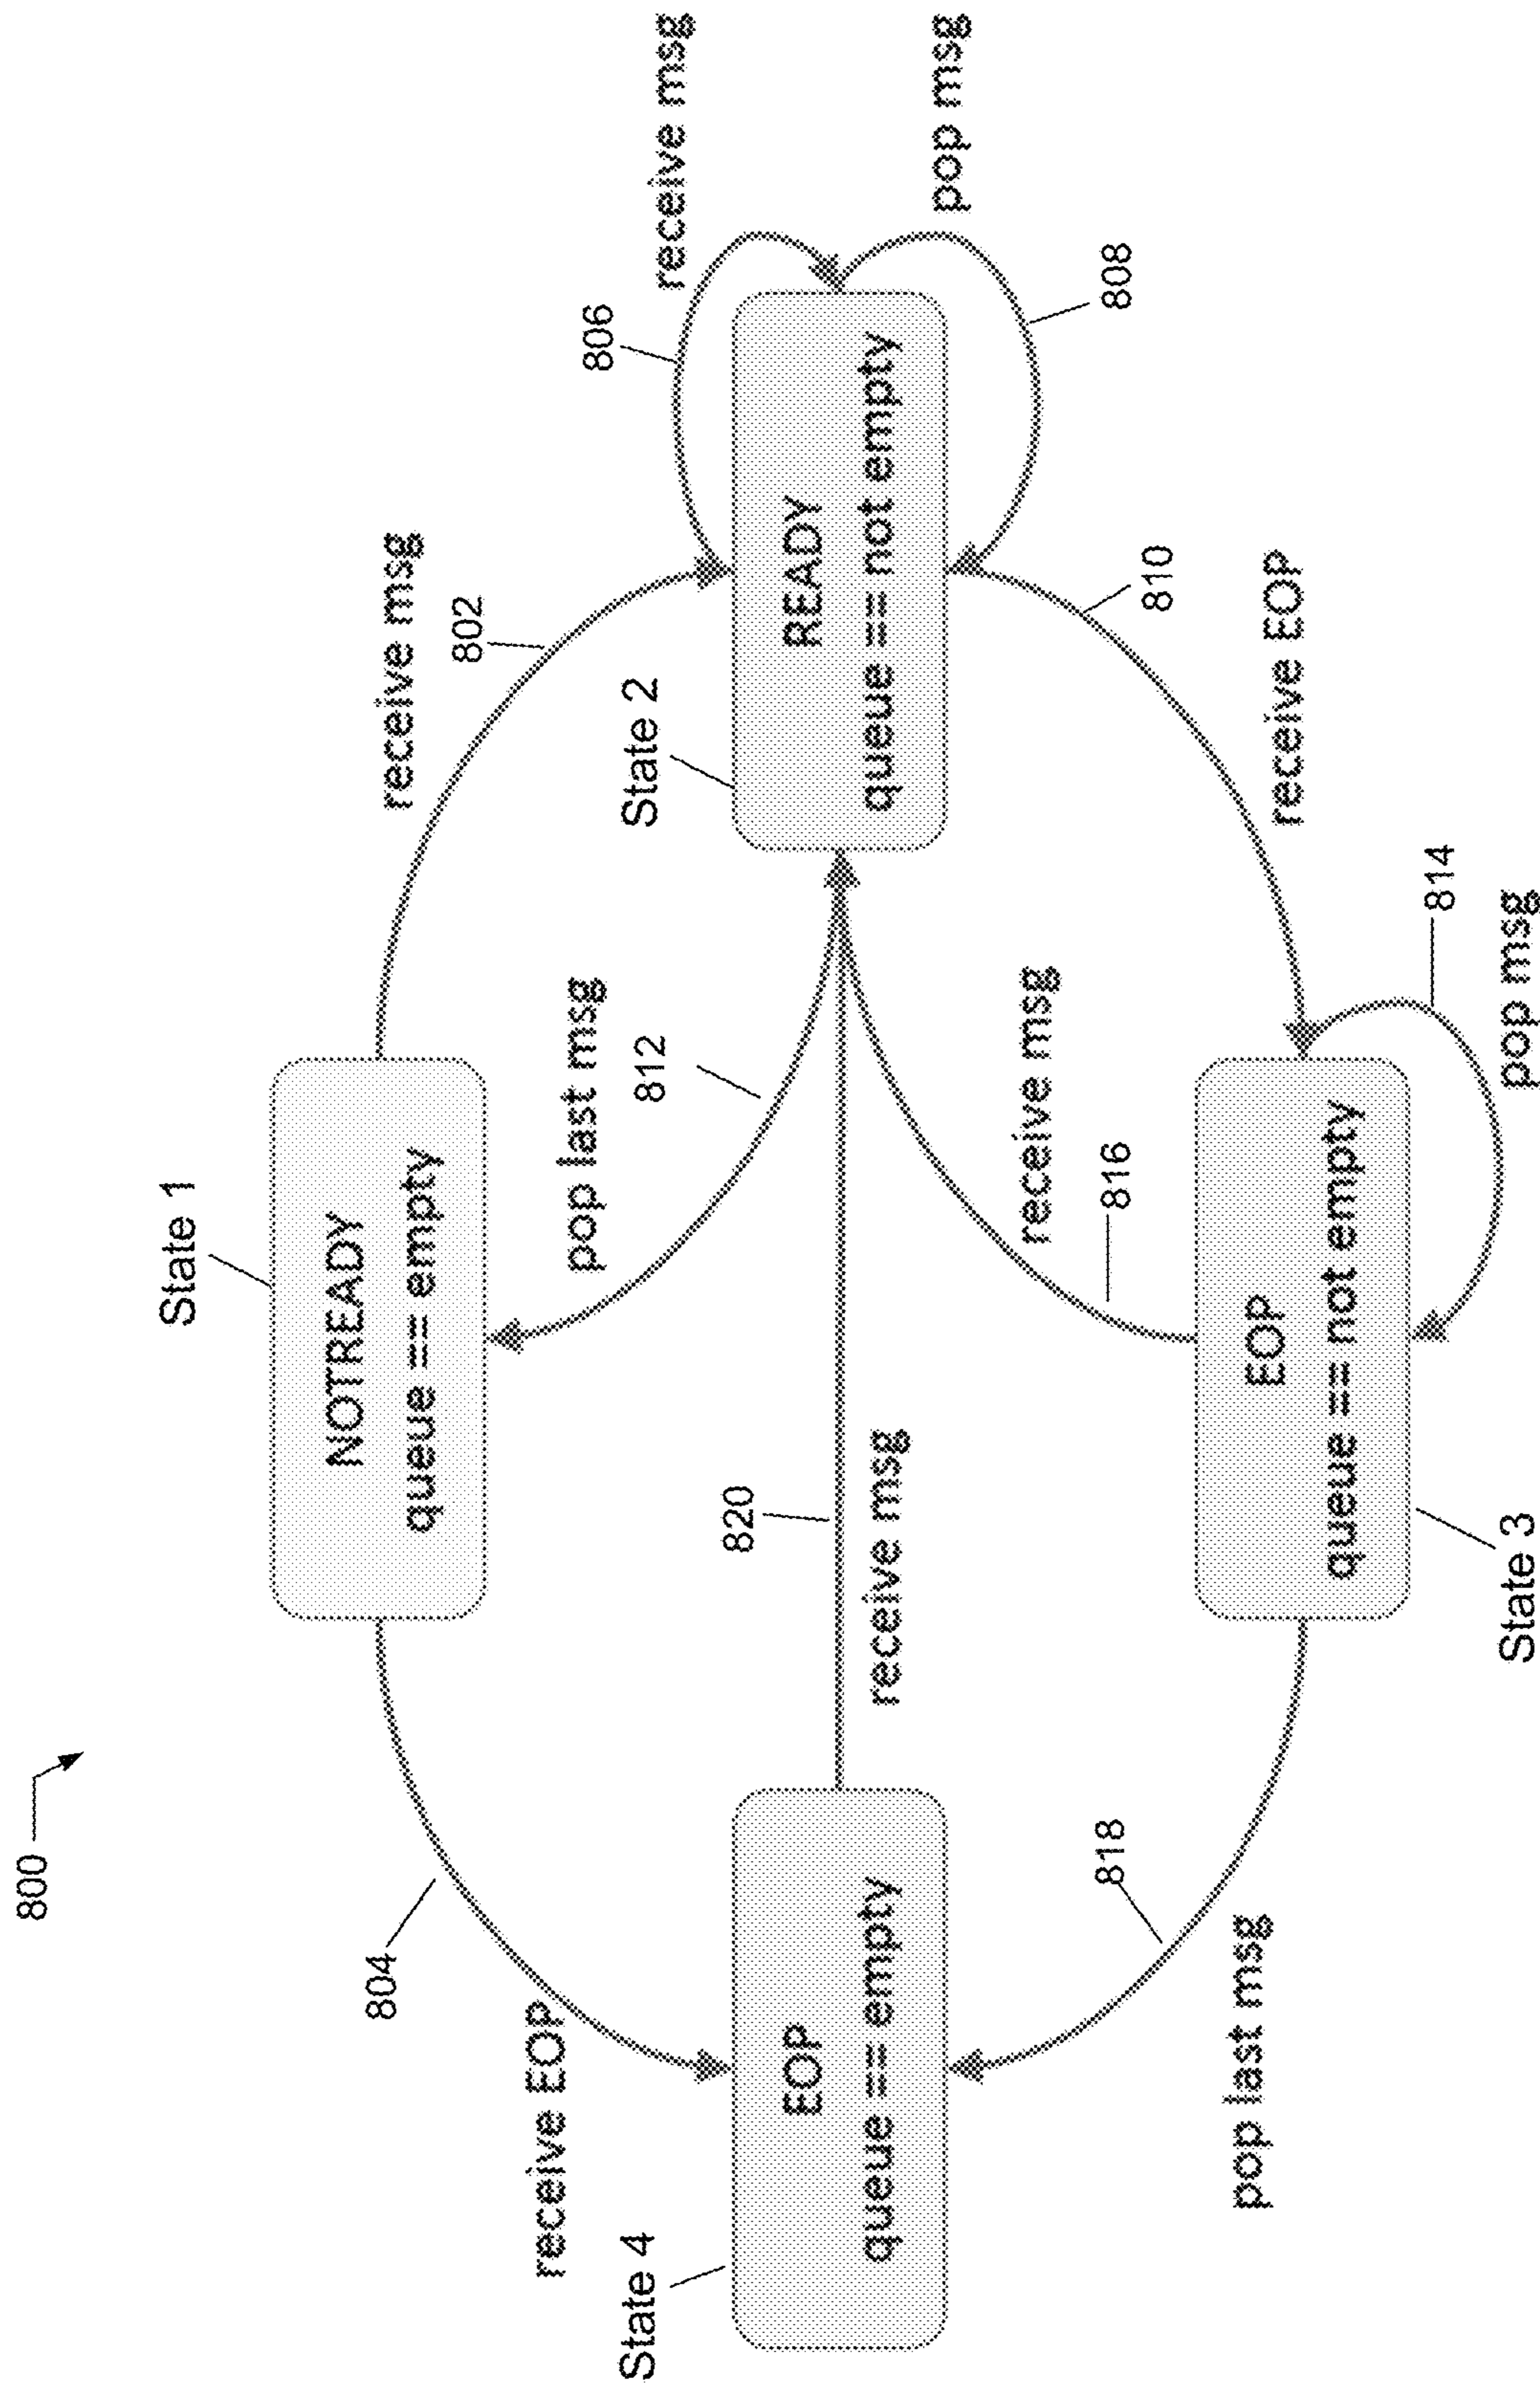 800
State 1
NOTREADY
queue == empty
receive EOP
804
receive msg
802
pop last msg
812
State 4
EOP
queue == empty
820
receive msg
State 2
READY
queue == not empty
806
receive msg
pop msg
808
receive msg
816
810
receive EOP
818
pop last msg
EOP
queue == not empty
State 3
814
pop msg